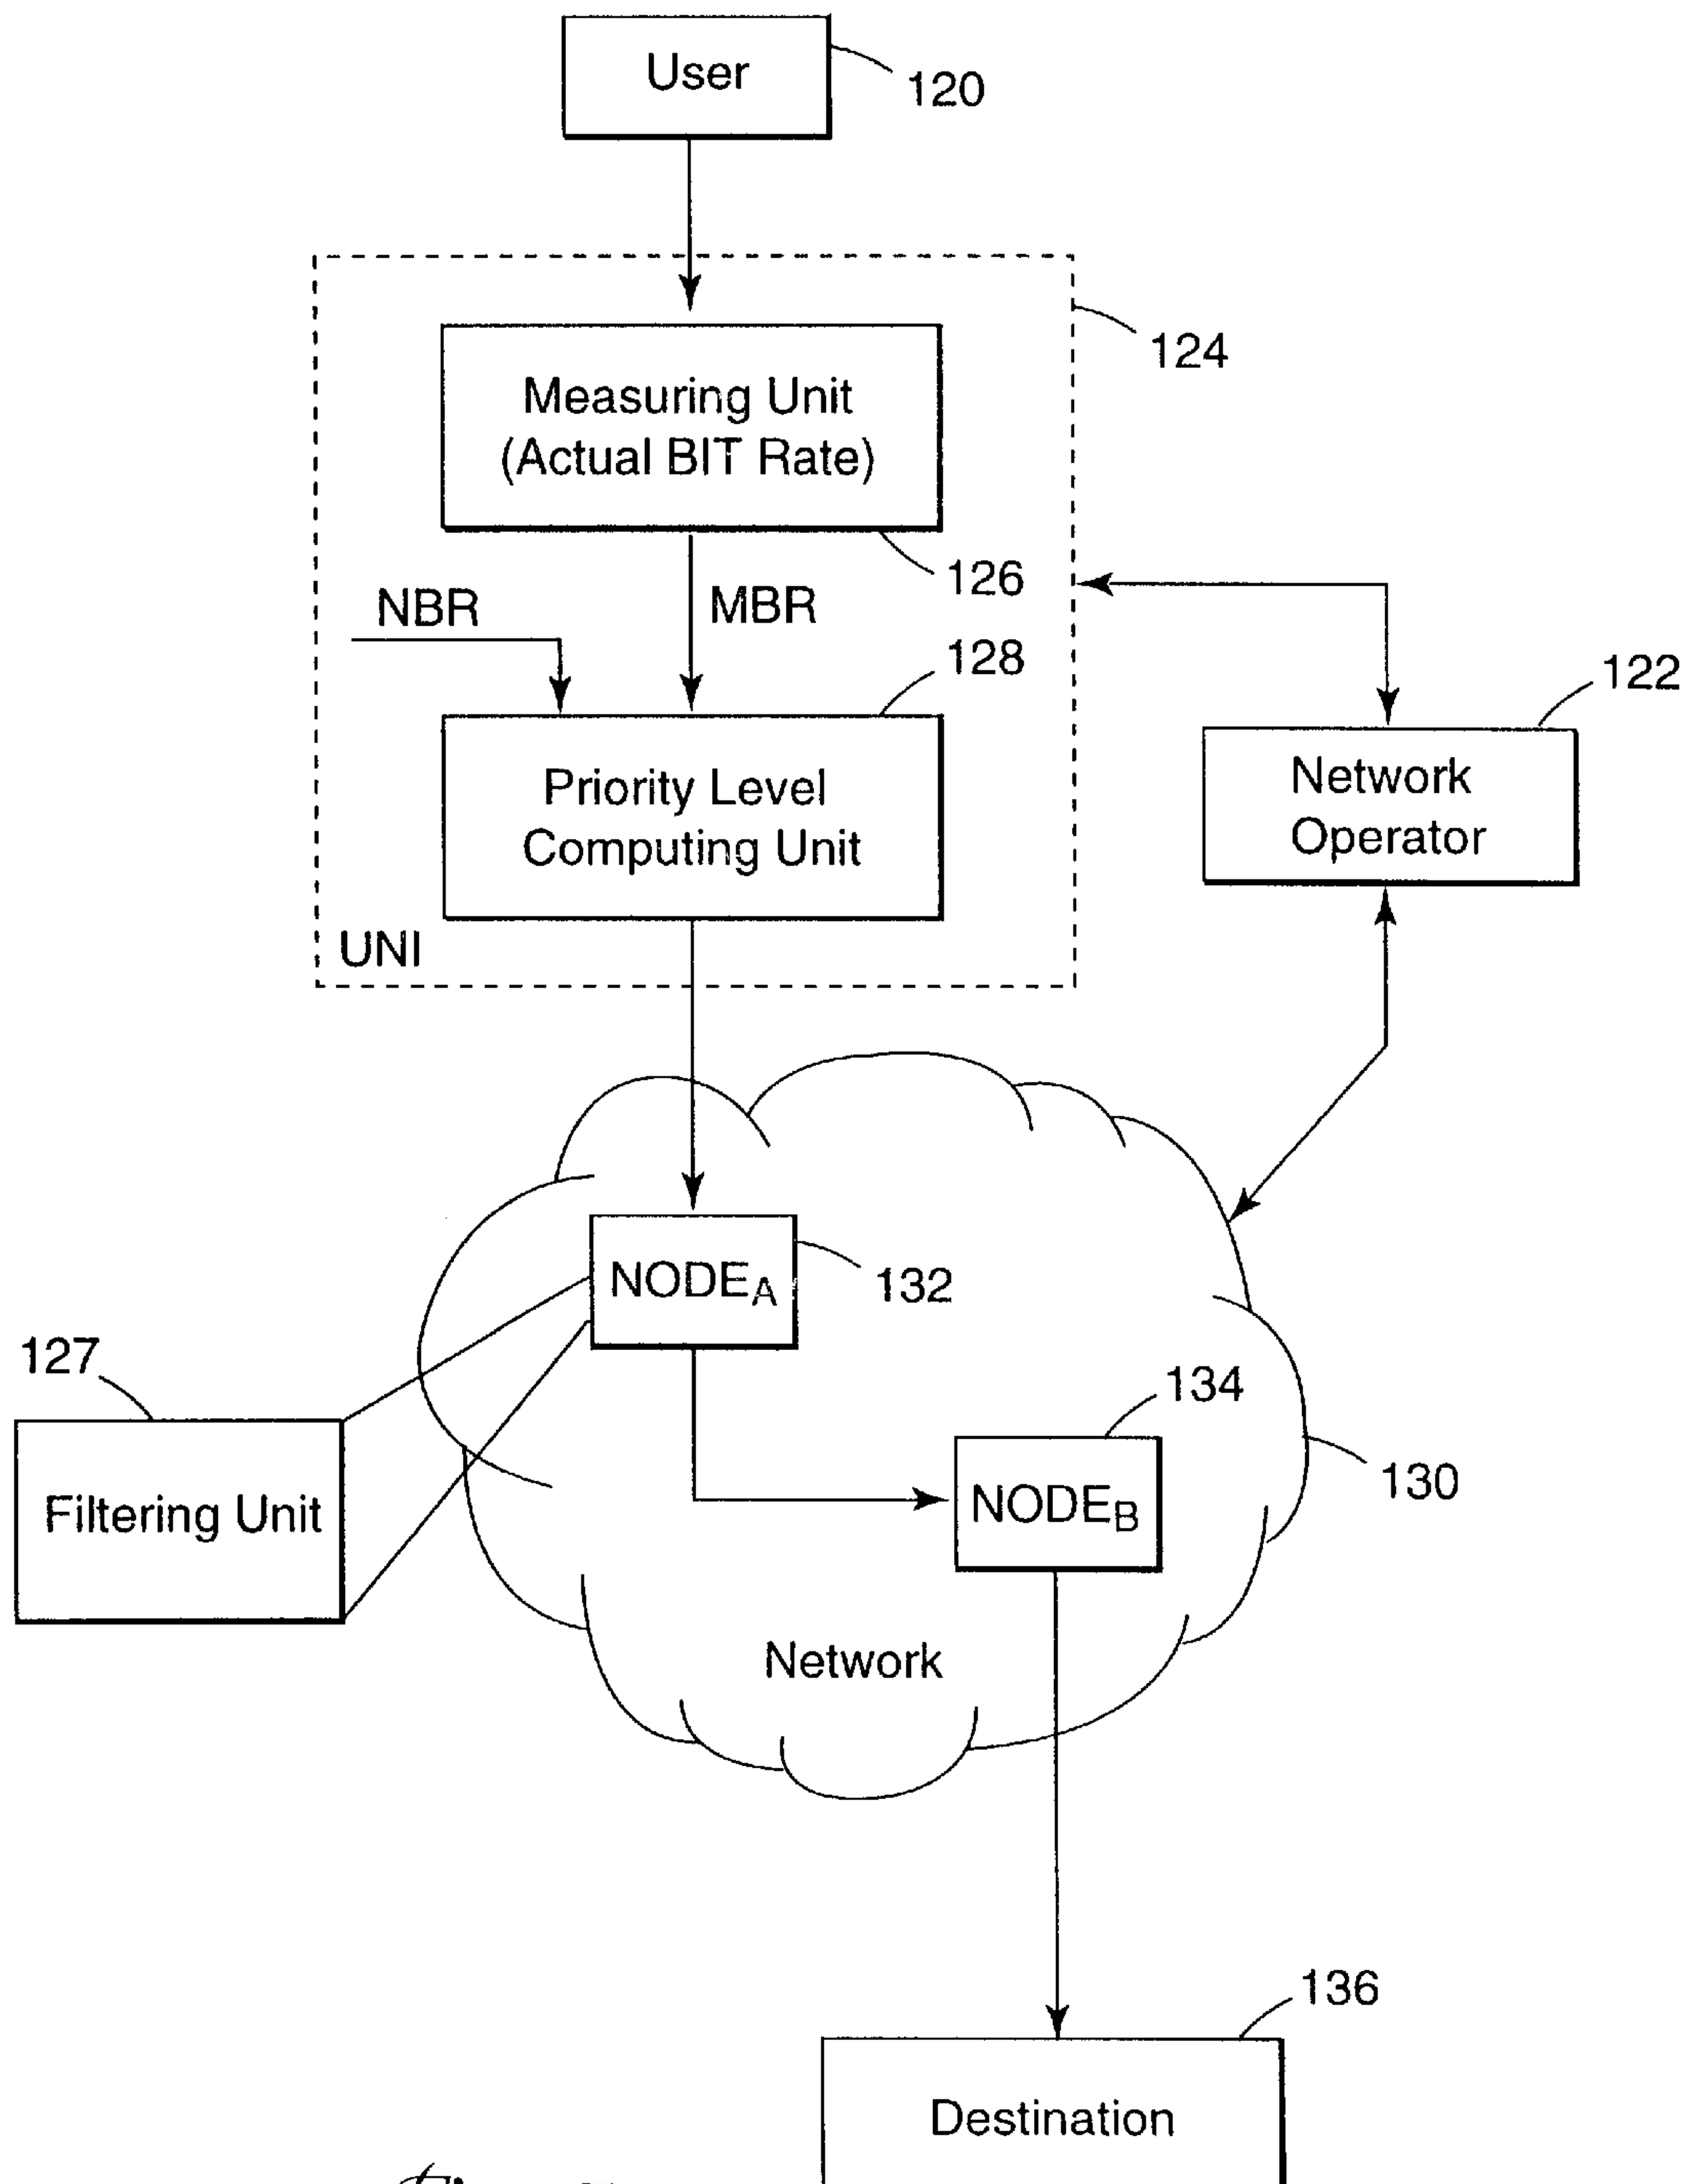 User
120
124
Measuring Unit
(Actual BIT Rate)
126
NBR
MBR
128
122
Priority Level
Computing Unit
Network
Operator
UNI
NODEA
132
127
134
Filtering Unit
NODEB
130
Network
136
Destination